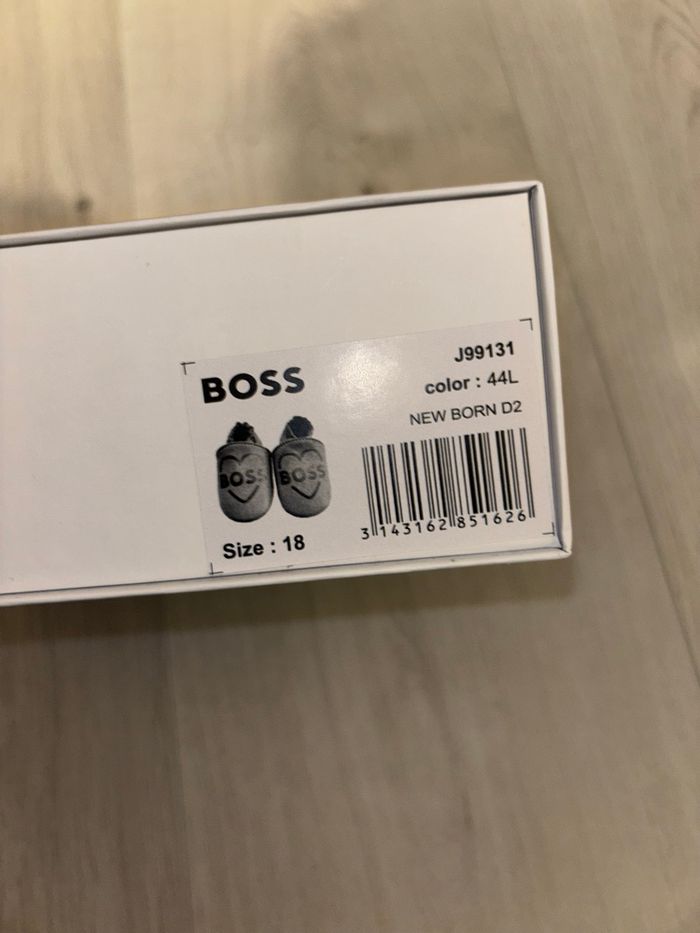 BOSS
J99131
color : 44L
NEW BORN D2
BOSS BOSS
Size : 18
3 143162 851626